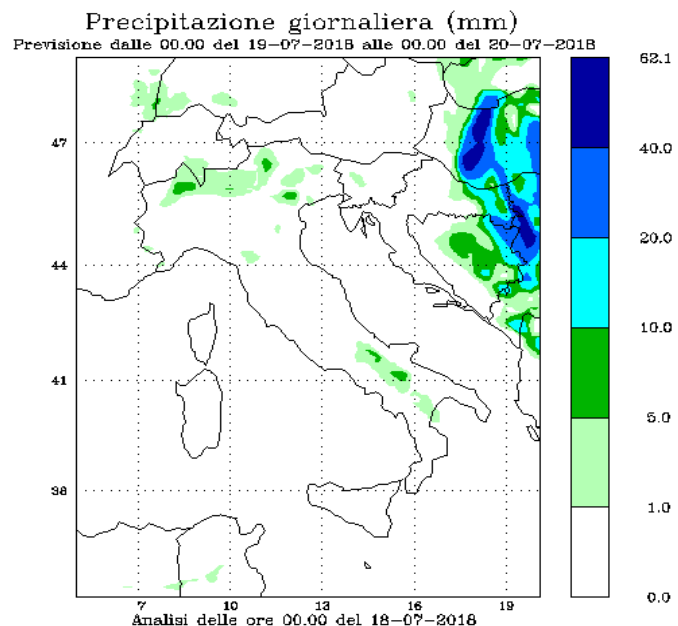 Precipitazione giornaliera (mm)
Previsione dalle 00.00 del 19-07-2018 alle 00.00 del 20-07-2018
62.1
40.0
20.0
10.0
5.0
1.0
0.0
47
44
41
38
7 10 13 16 19
Analisi delle ore 00.00 del 18-07-2018